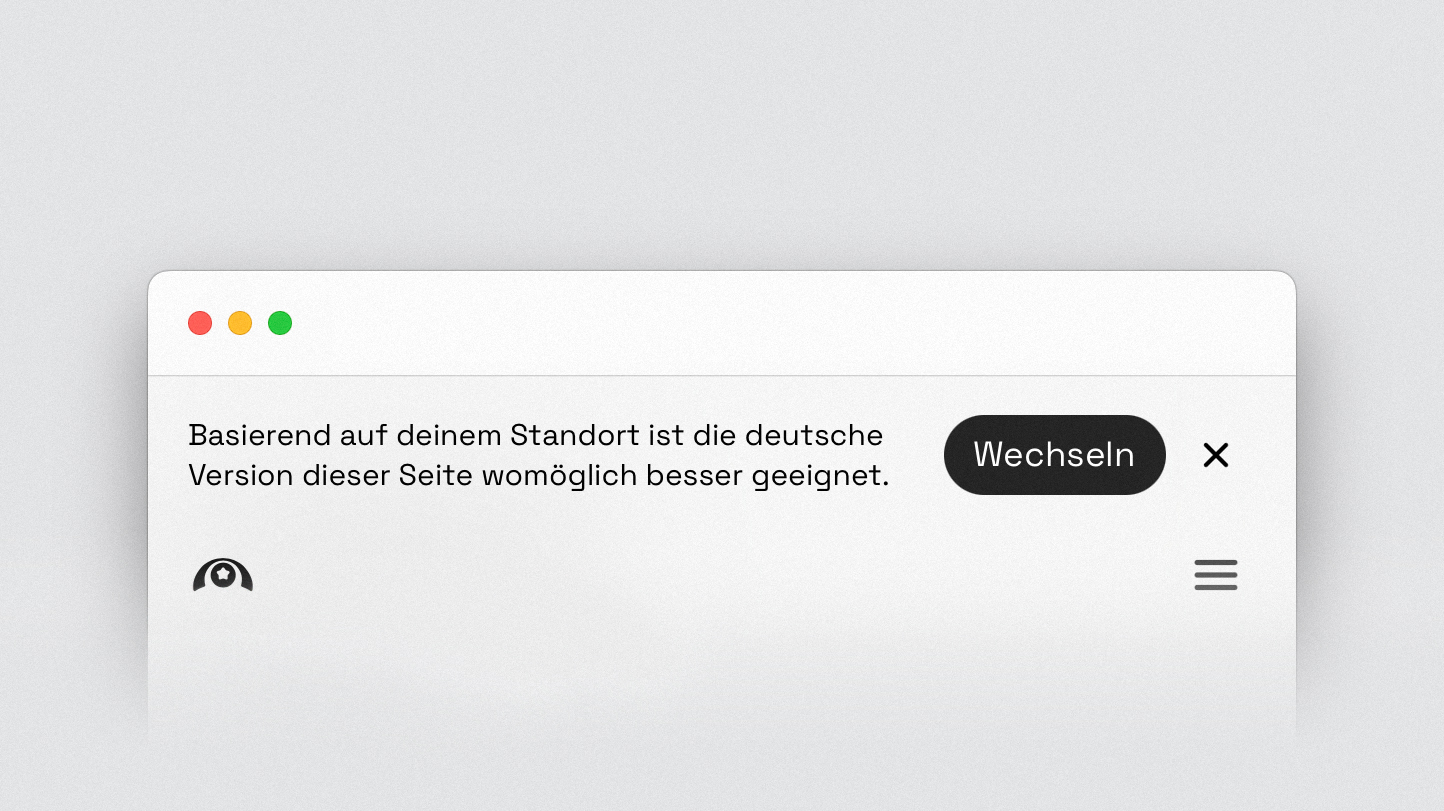 Basierend auf deinem Standort ist die deutsche
Version dieser Seite womöglich besser geeignet.
Wechseln